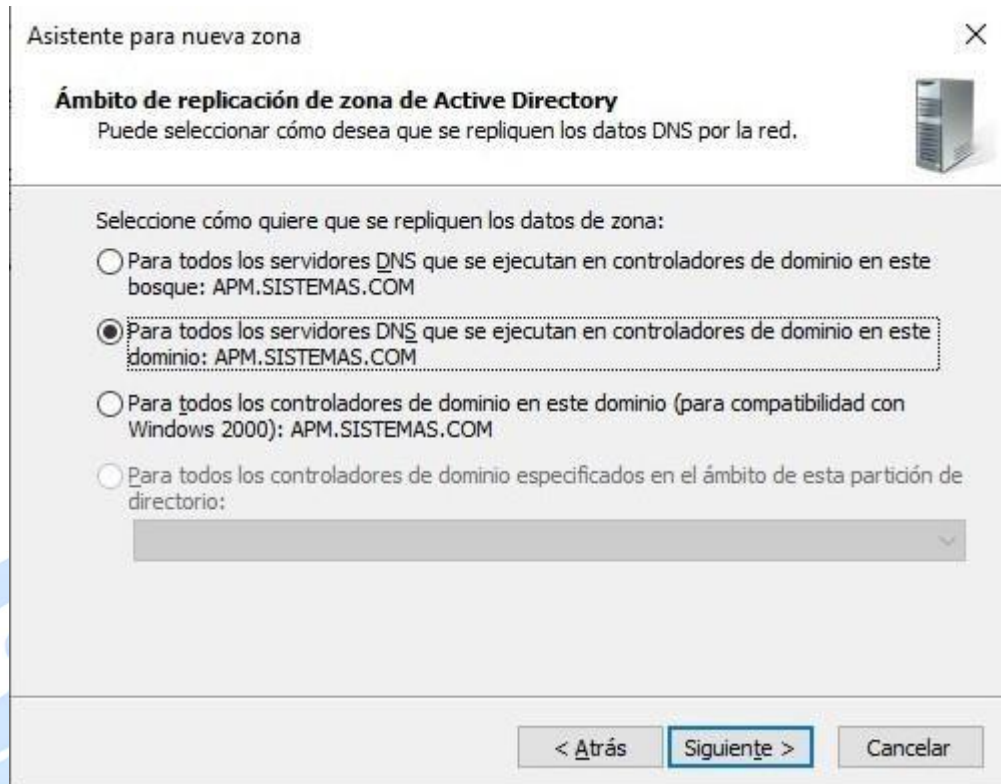 Asistente para nueva zona
Ámbito de replicación de zona de Active Directory
Puede seleccionar cómo desea que se repliquen los datos DNS por la red.
Seleccione cómo quiere que se repliquen los datos de zona:
Para todos los servidores DNS que se ejecutan en controladores de dominio en este
bosque: APM.SISTEMAS.COM
Para todos los servidores DNS que se ejecutan en controladores de dominio en este
dominio: APM.SISTEMAS.COM
Para todos los controladores de dominio en este dominio (para compatibilidad con
Windows 2000): APM.SISTEMAS.COM
Para todos los controladores de dominio especificados en el ámbito de esta partición de
directorio:
< Atrás
Siguiente >
Cancelar